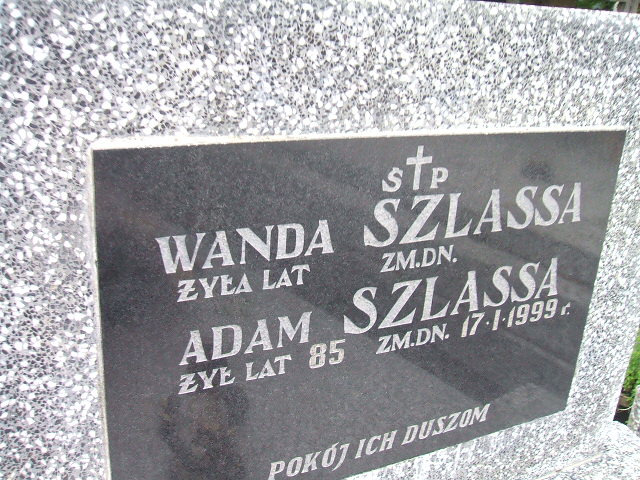 S†P
WANDA SZLASSA
ŻYŁA LAT ZM.DN.
ADAM SZLASSA
ŻYŁ LAT 85 ZM.DN. 17·1·1999 r.
POKÓJ ICH DUSZOM